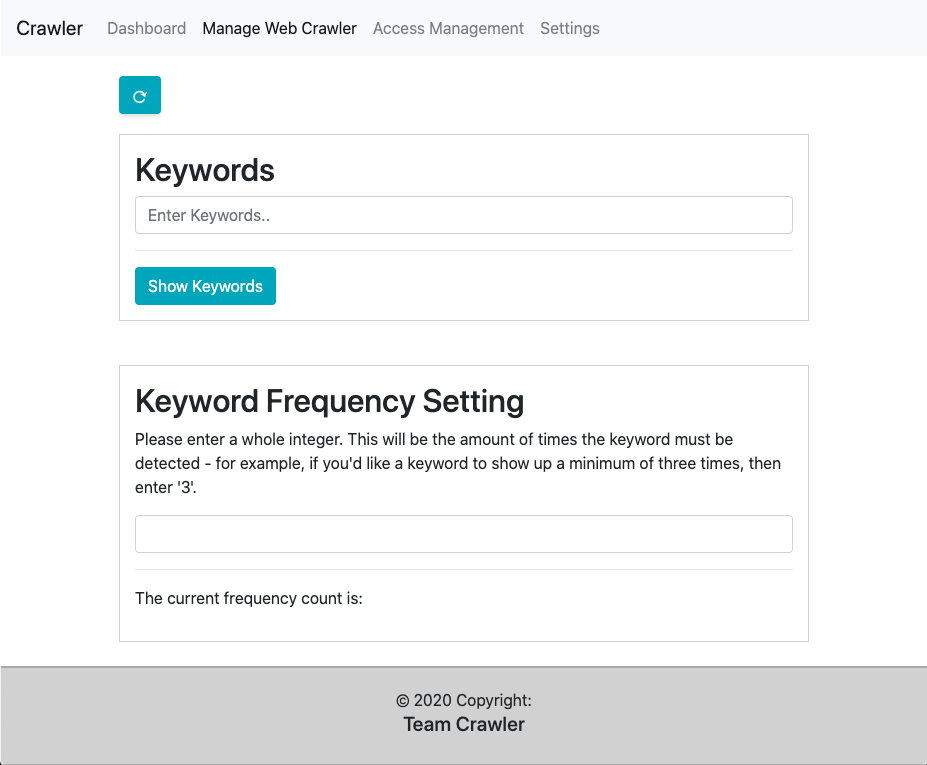 Crawler Dashboard Manage Web Crawler Access Management Settings
Keywords
Enter Keywords..
Show Keywords
Keyword Frequency Setting
Please enter a whole integer. This will be the amount of times the keyword must be
detected - for example, if you'd like a keyword to show up a minimum of three times, then
enter '3'.
The current frequency count is:
© 2020 Copyright:
Team Crawler